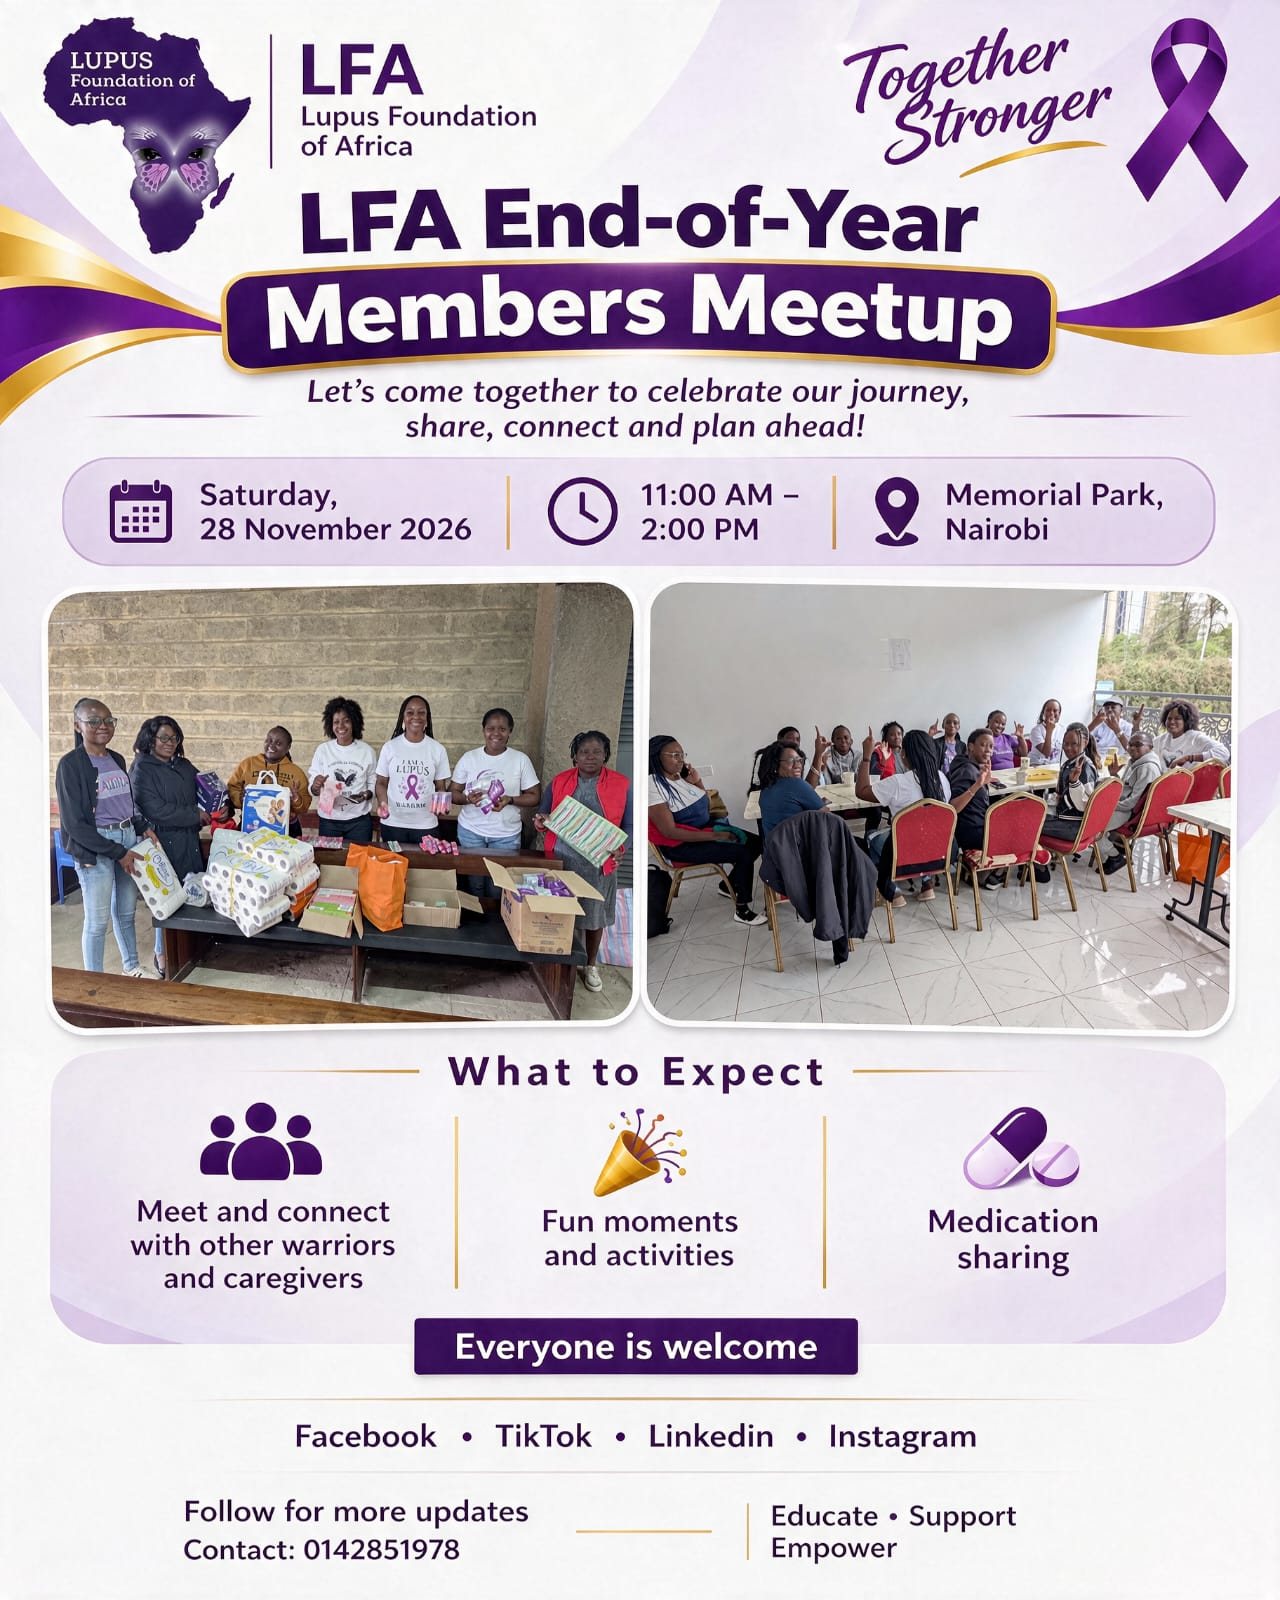 LUPUS
Foundation of
Africa
LFA
Lupus Foundation
of Africa
Together
Stronger
LFA End-of-Year
Members Meetup
Let's come together to celebrate our journey,
share, connect and plan ahead!
Saturday,
28 November 2026
11:00 AM –
2:00 PM
Memorial Park,
Nairobi
I AM A
LUPUS
WARRIOR
What to Expect
Meet and connect
with other warriors
and caregivers
Fun moments
and activities
Medication
sharing
Everyone is welcome
Facebook • TikTok • Linkedin • Instagram
Follow for more updates
Contact: 0142851978
Educate • Support
Empower